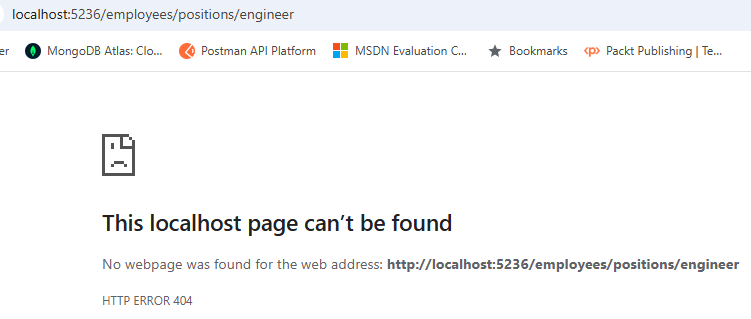 localhost:5236/employees/positions/engineer
er MongoDB Atlas: Clo... Postman API Platform MSDN Evaluation C... Bookmarks <p> Packt Publishing | Te...
This localhost page can’t be found
No webpage was found for the web address: http://localhost:5236/employees/positions/engineer
HTTP ERROR 404